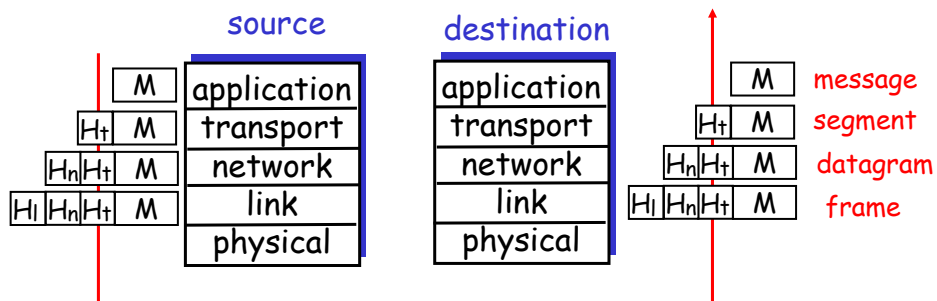 source destination
M application application M message
Ht M transport transport Ht M segment
Hn Ht M network network Hn Ht M datagram
Hl Hn Ht M link link Hl Hn Ht M frame
physical physical